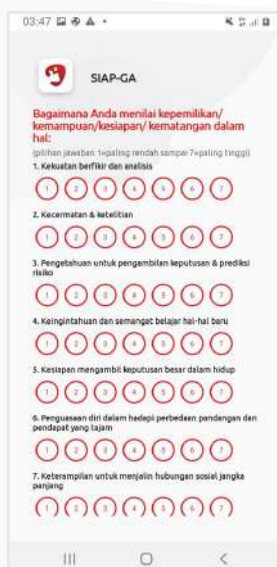 03:47
SIAP-GA
Bagaimana Anda menilai kepemilikan/
kemampuan/kesiapan/ kematangan dalam
hal:
(pilihan jawaban 1=paling rendah sampai 7=paling tinggi)
1. Kekuatan berfikir dan analisis
1 2 3 4 5 6 7
2. Kecermatan & ketelitian
1 2 3 4 5 6 7
3. Pengetahuan untuk pengambilan keputusan & prediksi
risiko
1 2 3 4 5 6 7
4. Keingintahuan dan semangat belajar hal-hal baru
1 2 3 4 5 6 7
5. Kesiapan mengambil keputusan besar dalam hidup
1 2 3 4 5 6 7
6. Penguasaan diri dalam hadapi perbedaan pandangan dan
pendapat yang tajam
1 2 3 4 5 6 7
7. Keterampilan untuk menjalin hubungan sosial jangka
panjang
1 2 3 4 5 6 7